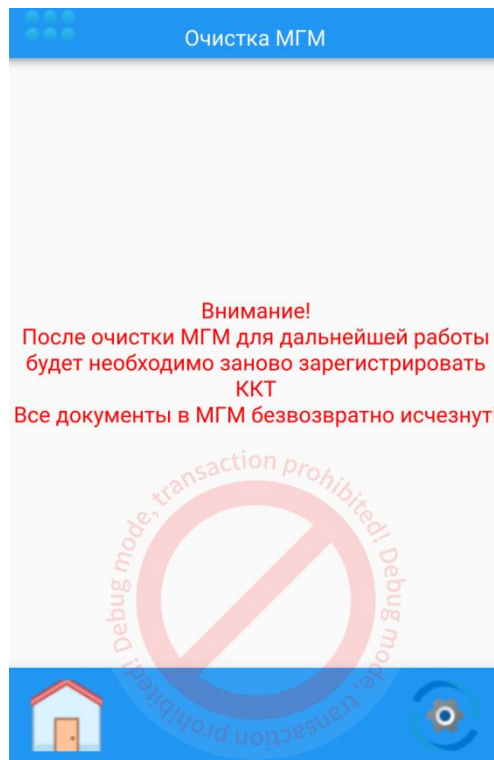 Очистка МГМ
Внимание!
После очистки МГМ для дальнейшей работы
будет необходимо заново зарегистрировать
ККТ
Все документы в МГМ безвозвратно исчезнут!
Debug mode, transaction prohibited! Debug mode, transaction prohibited!